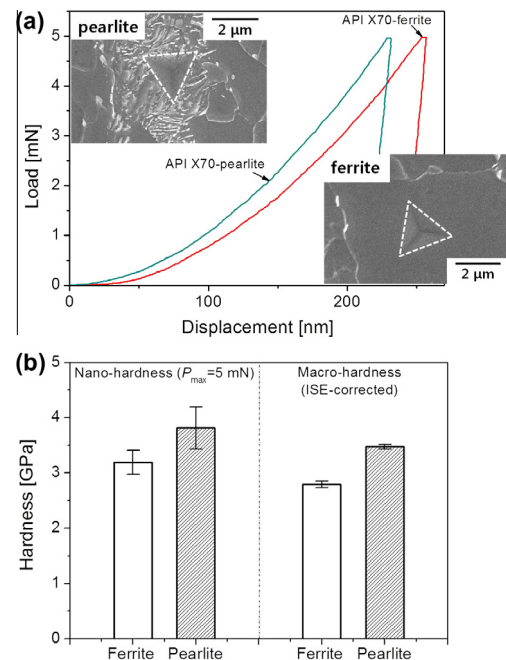 (a)
pearlite
2 μm
API X70-ferrite
API X70-pearlite
ferrite
2 μm
5
4
3
2
1
0
Load [mN]
0 100 200
Displacement [nm]
(b)
Nano-hardness (Pmax=5 mN)
Macro-hardness
(ISE-corrected)
5
4
3
2
1
0
Hardness [GPa]
Ferrite Pearlite Ferrite Pearlite